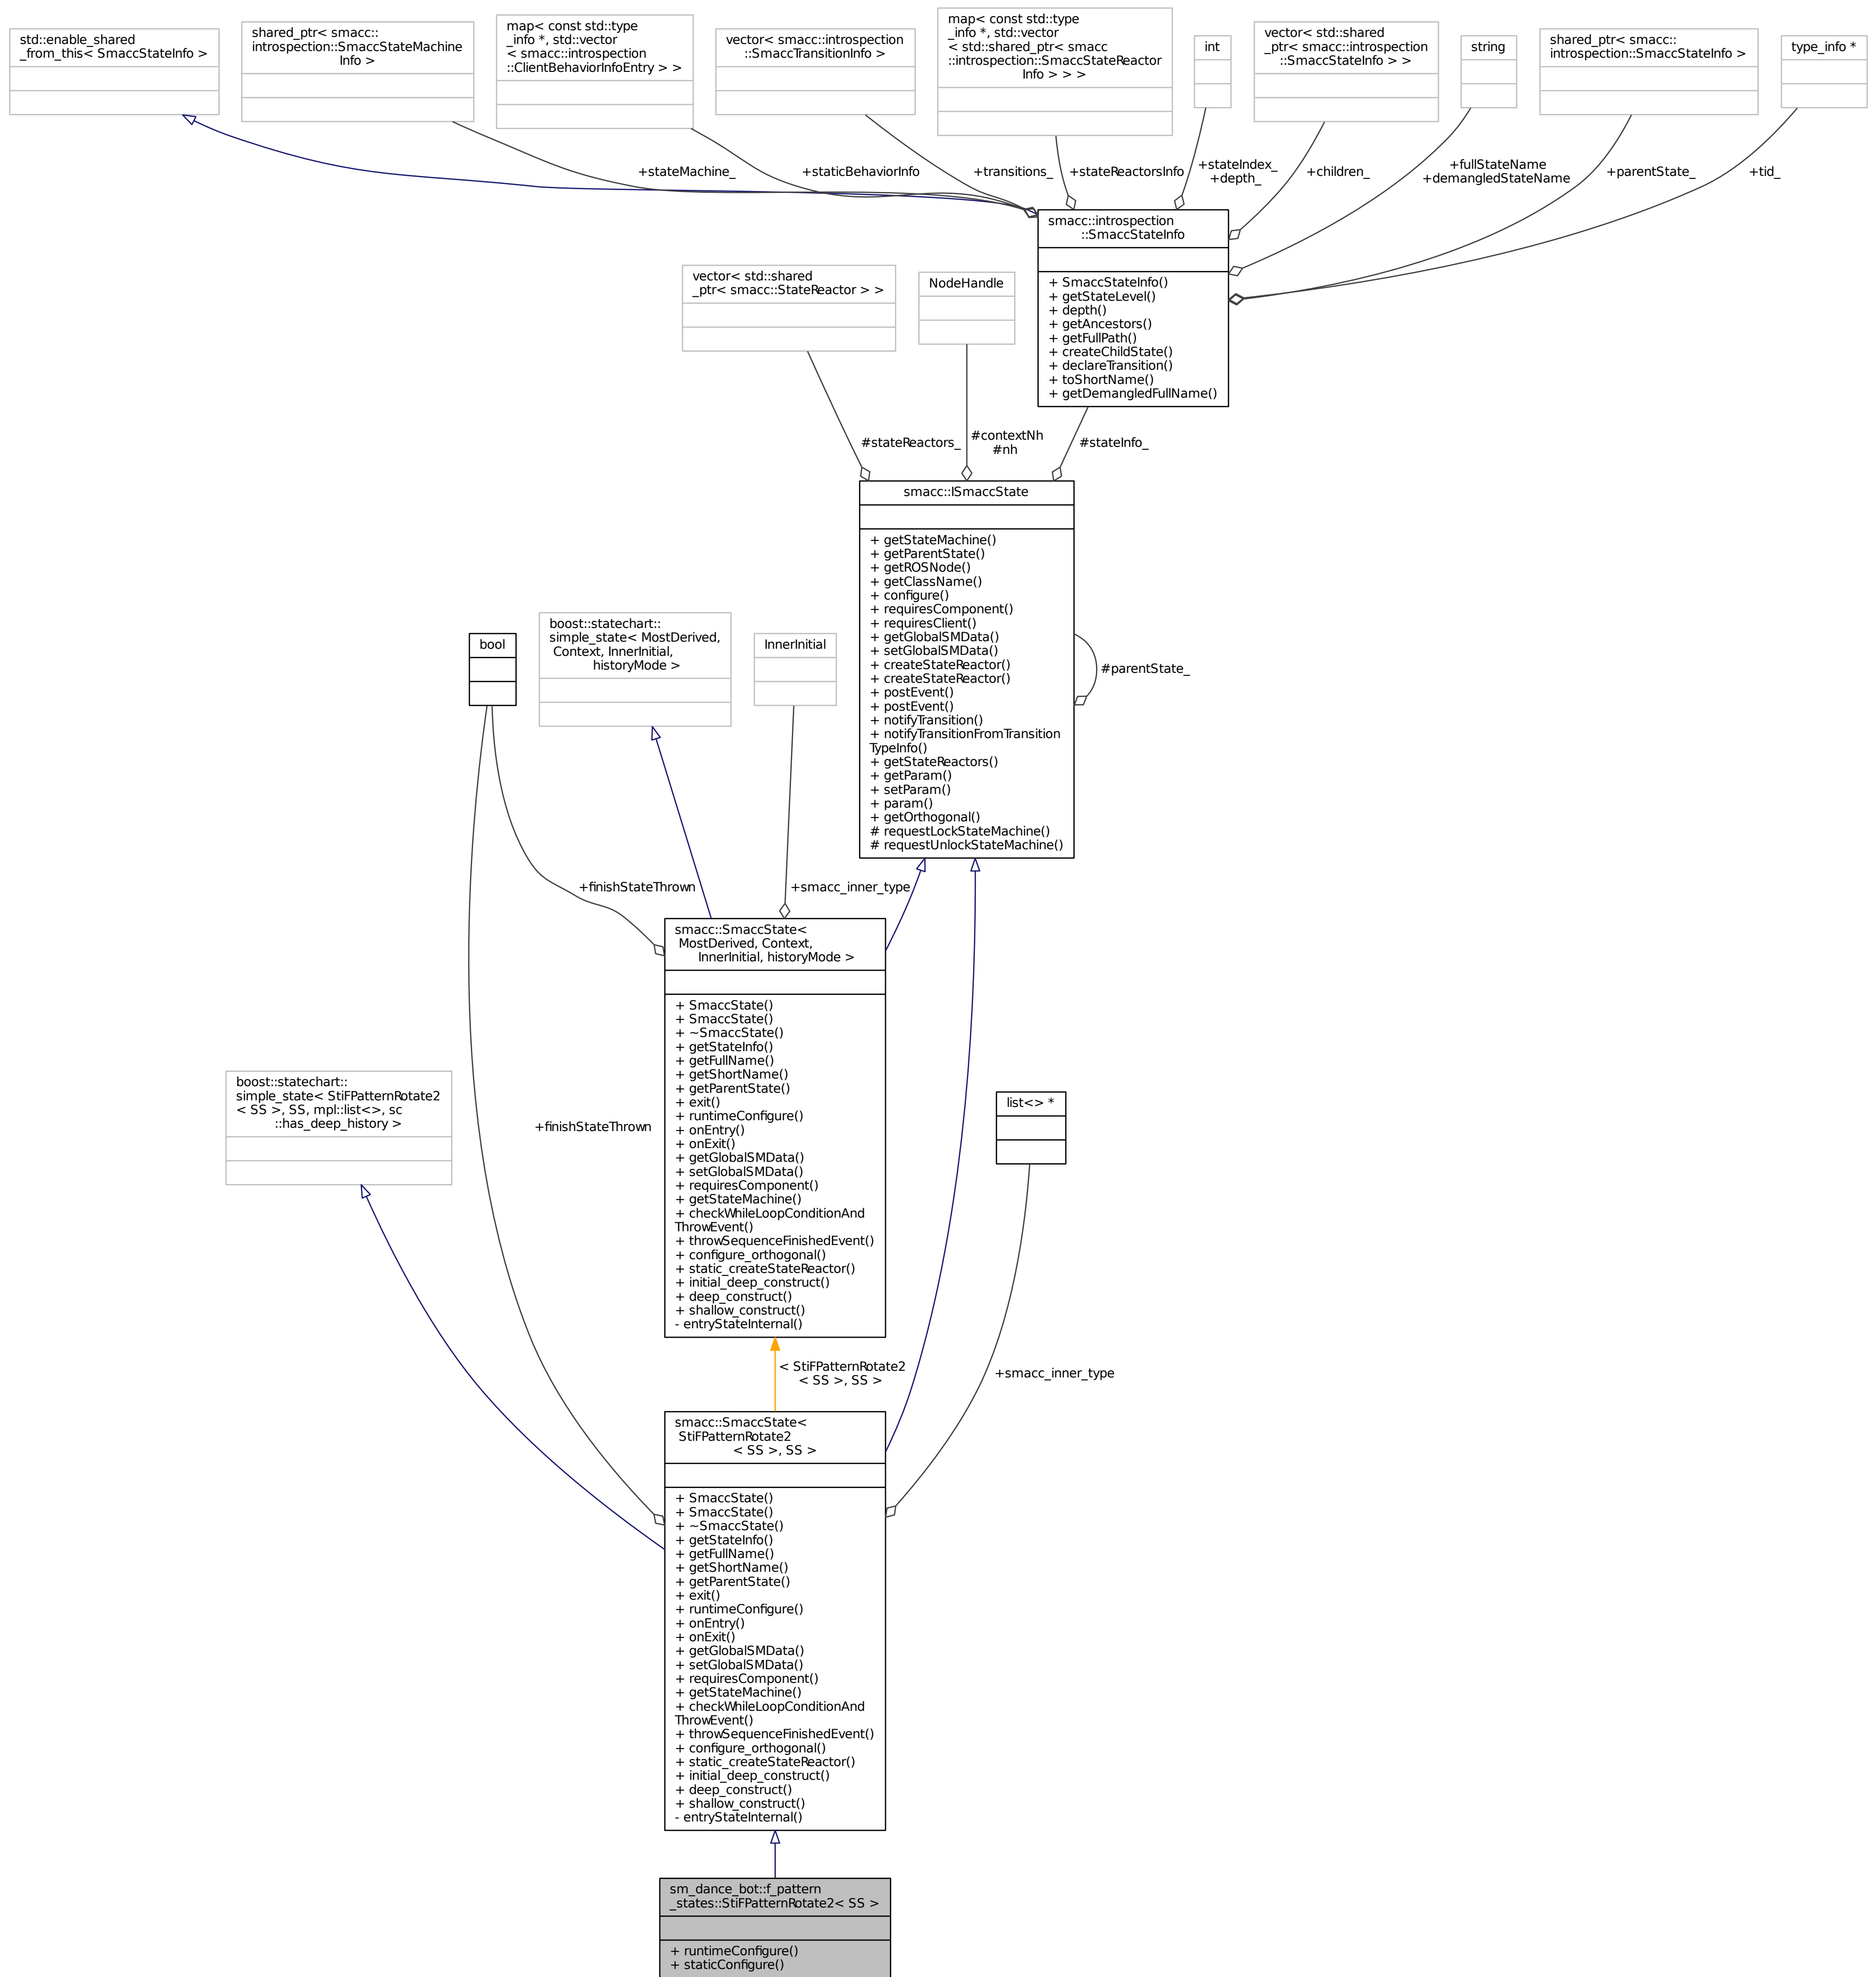 std::enable_shared
_from_this< SmaccStateInfo >
shared_ptr< smacc::
introspection::SmaccStateMachine
Info >
map< const std::type
_info *, std::vector
< smacc::introspection
::ClientBehaviorInfoEntry > >
vector< smacc::introspection
::SmaccTransitionInfo >
map< const std::type
_info *, std::vector
< std::shared_ptr< smacc
::introspection::SmaccStateReactor
Info > > >
int
vector< std::shared
_ptr< smacc::introspection
::SmaccStateInfo > >
string
shared_ptr< smacc::
introspection::SmaccStateInfo >
type_info *
+stateMachine_
+staticBehaviorInfo
+transitions_
+stateReactorsInfo
+stateIndex_
+depth_
+children_
+fullStateName
+demangledStateName
+parentState_
+tid_
smacc::introspection
::SmaccStateInfo
+ SmaccStateInfo()
+ getStateLevel()
+ depth()
+ getAncestors()
+ getFullPath()
+ createChildState()
+ declareTransition()
+ toShortName()
+ getDemangledFullName()
vector< std::shared
_ptr< smacc::StateReactor > >
NodeHandle
#stateReactors_
#contextNh
#nh
#stateInfo_
smacc::ISmaccState
+ getStateMachine()
+ getParentState()
+ getROSNode()
+ getClassName()
+ configure()
+ requiresComponent()
+ requiresClient()
+ getGlobalSMData()
+ setGlobalSMData()
+ createStateReactor()
+ createStateReactor()
+ postEvent()
+ postEvent()
+ notifyTransition()
+ notifyTransitionFromTransition
TypeInfo()
+ getStateReactors()
+ getParam()
+ setParam()
+ param()
+ getOrthogonal()
# requestLockStateMachine()
# requestUnlockStateMachine()
#parentState_
bool
boost::statechart::
simple_state< MostDerived,
Context, InnerInitial,
historyMode >
InnerInitial
+finishStateThrown
+smacc_inner_type
smacc::SmaccState<
MostDerived, Context,
InnerInitial, historyMode >
+ SmaccState()
+ SmaccState()
+ ~SmaccState()
+ getStateInfo()
+ getFullName()
+ getShortName()
+ getParentState()
+ exit()
+ runtimeConfigure()
+ onEntry()
+ onExit()
+ getGlobalSMData()
+ setGlobalSMData()
+ requiresComponent()
+ getStateMachine()
+ checkWhileLoopConditionAnd
ThrowEvent()
+ throwSequenceFinishedEvent()
+ configure_orthogonal()
+ static_createStateReactor()
+ initial_deep_construct()
+ deep_construct()
+ shallow_construct()
- entryStateInternal()
boost::statechart::
simple_state< StiFPatternRotate2
< SS >, SS, mpl::list<>, sc
::has_deep_history >
+finishStateThrown
list<> *
< StiFPatternRotate2
< SS >, SS >
+smacc_inner_type
smacc::SmaccState<
StiFPatternRotate2
< SS >, SS >
+ SmaccState()
+ SmaccState()
+ ~SmaccState()
+ getStateInfo()
+ getFullName()
+ getShortName()
+ getParentState()
+ exit()
+ runtimeConfigure()
+ onEntry()
+ onExit()
+ getGlobalSMData()
+ setGlobalSMData()
+ requiresComponent()
+ getStateMachine()
+ checkWhileLoopConditionAnd
ThrowEvent()
+ throwSequenceFinishedEvent()
+ configure_orthogonal()
+ static_createStateReactor()
+ initial_deep_construct()
+ deep_construct()
+ shallow_construct()
- entryStateInternal()
sm_dance_bot::f_pattern
_states::StiFPatternRotate2< SS >
+ runtimeConfigure()
+ staticConfigure()